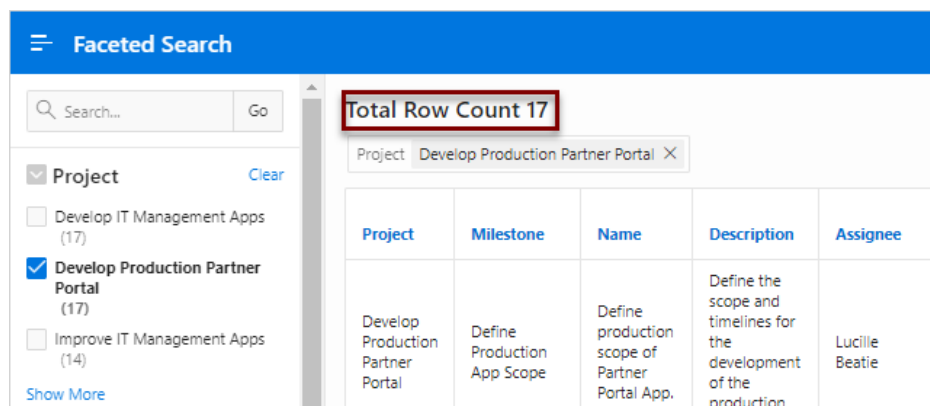 Faceted Search
Search...
Go
Project
Clear
Develop IT Management Apps
(17)
Develop Production Partner
Portal
(17)
Improve IT Management Apps
(14)
Show More
Total Row Count 17
Project Develop Production Partner Portal
Project Milestone Name Description Assignee
Develop
Production
Partner
Portal
Define
Production
App Scope
Define
production
scope of
Partner
Portal App.
Define the
scope and
timelines for
the
development
of the
production
Lucille
Beatie